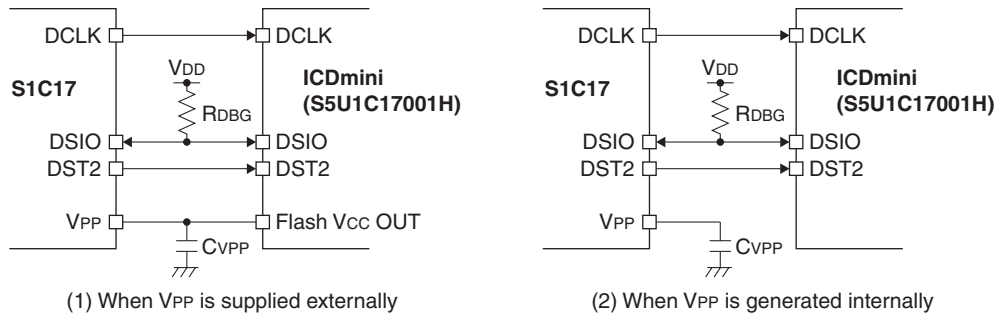 DCLK
DCLK
VDD
S1C17
ICDmini
(S5U1C17001H)
RDBG
DSIO
DSIO
DST2
DST2
VPP
Flash VCC OUT
CVPP
(1) When VPP is supplied externally
DCLK
DCLK
VDD
S1C17
ICDmini
(S5U1C17001H)
RDBG
DSIO
DSIO
DST2
DST2
VPP
CVPP
(2) When VPP is generated internally